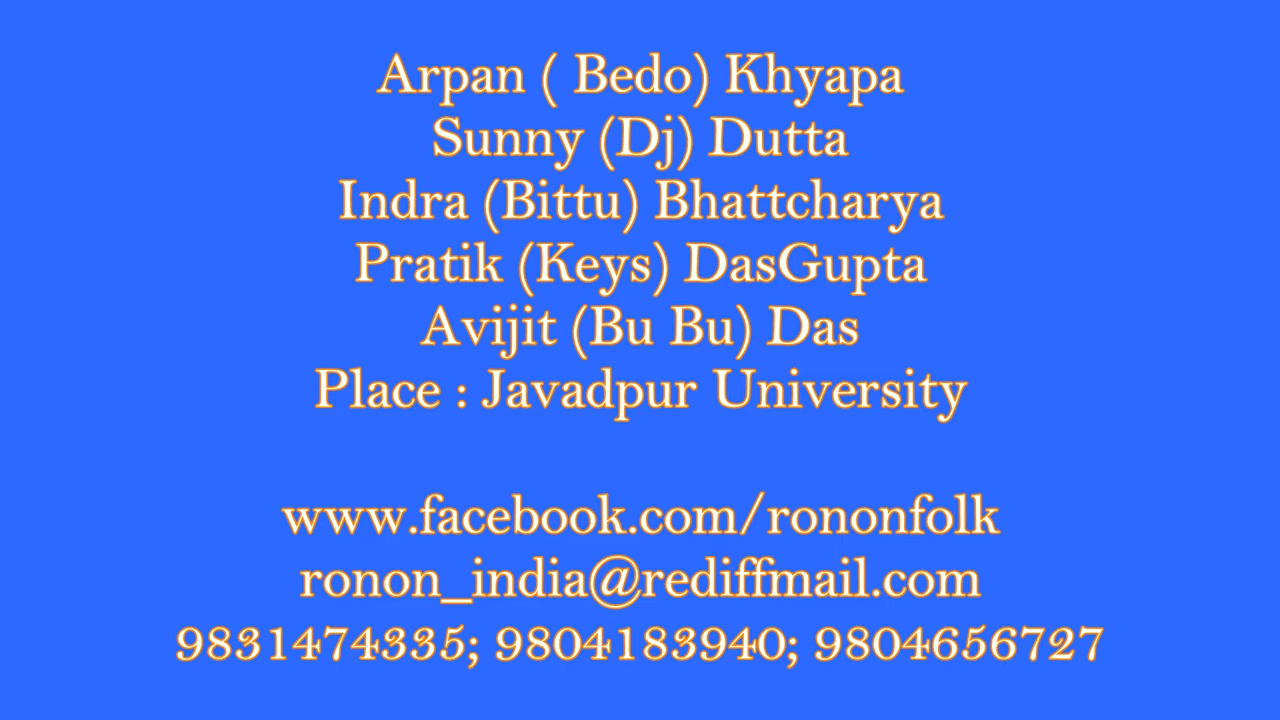 Arpan ( Bedo) Khyapa
Sunny (Dj) Dutta
Indra (Bittu) Bhattcharya
Pratik (Keys) DasGupta
Avijit (Bu Bu) Das
Place : Javadpur University
www.facebook.com/rononfolk
ronon_india@rediffmail.com
9831474335; 9804183940; 9804656727